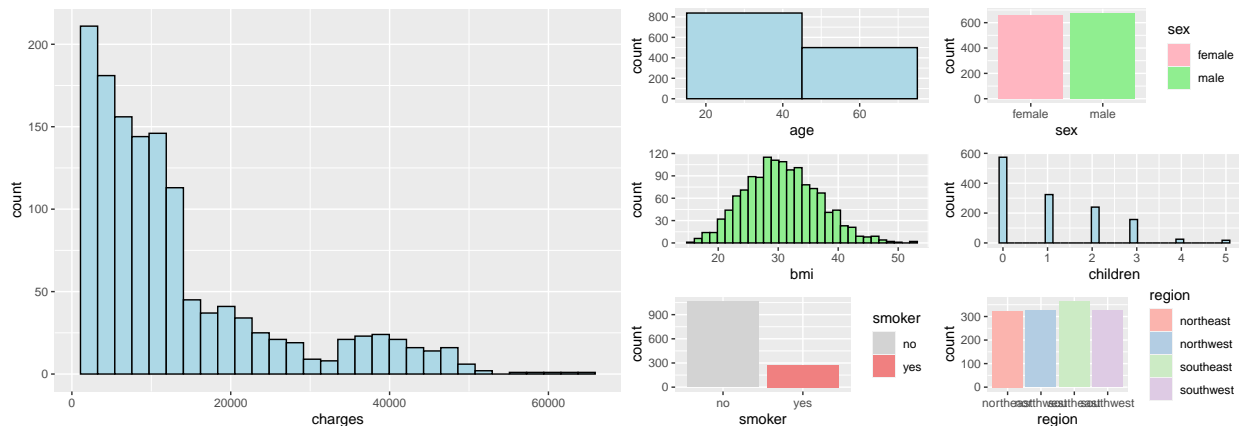 count
200
150
100
50
0
0
20000
40000
60000
charges
count
800
600
400
200
0
20
40
60
age
count
600
400
200
0
female
male
sex
sex
female
male
count
120
90
60
30
0
20
30
40
50
bmi
count
600
400
200
0
0
1
2
3
4
5
children
count
900
600
300
0
no
yes
smoker
smoker
no
yes
count
300
200
100
0
northeast
northwest
southeast
southwest
region
region
northeast
northwest
southeast
southwest